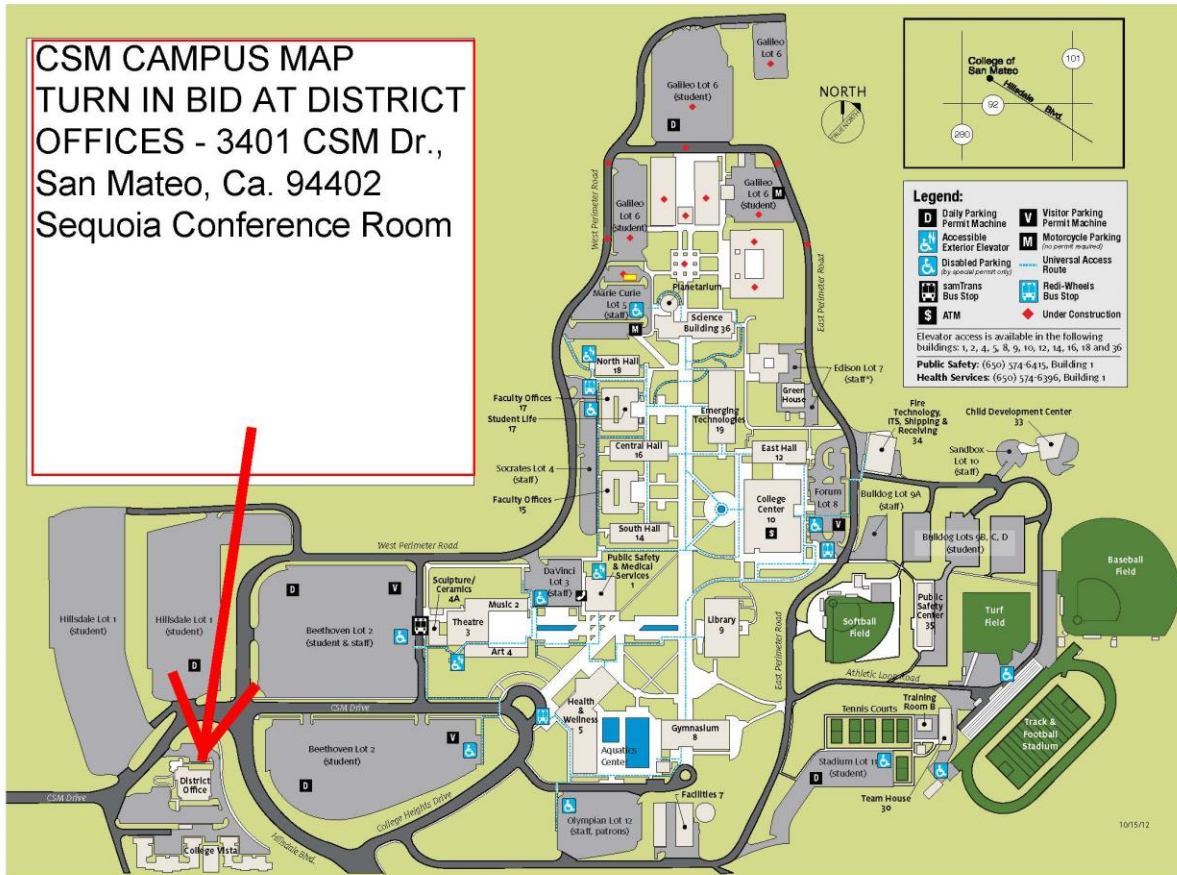 CSM CAMPUS MAP
TURN IN BID AT DISTRICT
OFFICES - 3401 CSM Dr.,
San Mateo, Ca. 94402
Sequoia Conference Room
Galileo
Lot 6
Galileo Lot 6
(student)
D
NORTH
TRUE NORTH
College of
San Mateo
Hillsdale
Blvd.
101
92
280
Legend:
D Daily Parking
Permit Machine
V Visitor Parking
Permit Machine
Accessible
Exterior Elevator
M Motorcycle Parking
(no permit required)
Disabled Parking
(by special permit only)
Universal Access
Route
samTrans
Bus Stop
Redi-Wheels
Bus Stop
$ ATM
Under Construction
Elevator access is available in the following
buildings: 1, 2, 4, 5, 8, 9, 10, 12, 14, 16, 18 and 36
Public Safety: (650) 574-6415, Building 1
Health Services: (650) 574-6396, Building 1
West Perimeter Road
Galileo
Lot 6
(student)
Galileo
Lot 6
(student)
M
East Perimeter Road
Marie Curie
Lot 5
(staff)
M
Planetarium
Science
Building 36
North Hall
18
Edison Lot 7
(staff*)
Green
House
Faculty Offices
17
Student Life
17
Emerging
Technologies
19
Fire
Technology,
ITS, Shipping &
Receiving
34
Child Development Center
33
Central Hall
16
East Hall
12
Sandbox
Lot 10
(staff)
Socrates Lot 4
(staff)
Faculty Offices
15
College
Center
10
$
Forum
Lot 8
V
Bulldog Lot 9A
(staff)
South Hall
14
Bulldog Lots 9B, C, D
(student)
West Perimeter Road
DaVinci
Lot 3
(staff)
Public Safety
& Medical
Services
1
Baseball
Field
Sculpture/
Ceramics
4A
Music 2
Theatre
3
Art 4
Library
9
Softball
Field
Public
Safety
Center
35
Turf
Field
D
V
Hillsdale Lot 1
(student)
Hillsdale Lot 1
(student)
D
Beethoven Lot 2
(student & staff)
East Perimeter Road
Athletic Loop Road
CSM Drive
Health
&
Wellness
5
Aquatics
Center
Gymnasium
8
Tennis Courts
Training
Room B
Track &
Football
Stadium
Beethoven Lot 2
(student)
V
D
Stadium Lot 11
(student)
D
Team House
30
District
Office
CSM Drive
College Heights Drive
Hillsdale Blvd.
College Vista
Olympian Lot 12
(staff, patrons)
Facilities 7
10/15/12